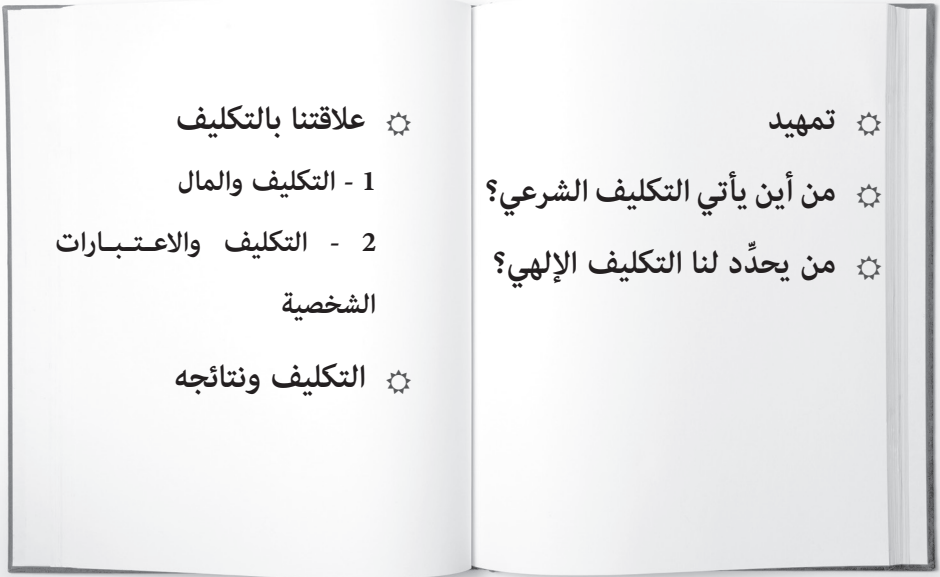 تمهيد
من أين يأتي التكليف الشرعي؟
من يحدِّد لنا التكليف الإلهي؟
علاقتنا بالتكليف
1 - التكليف والمال
2 - التكليف والاعـتـبـارات
الشخصية
التكليف ونتائجه